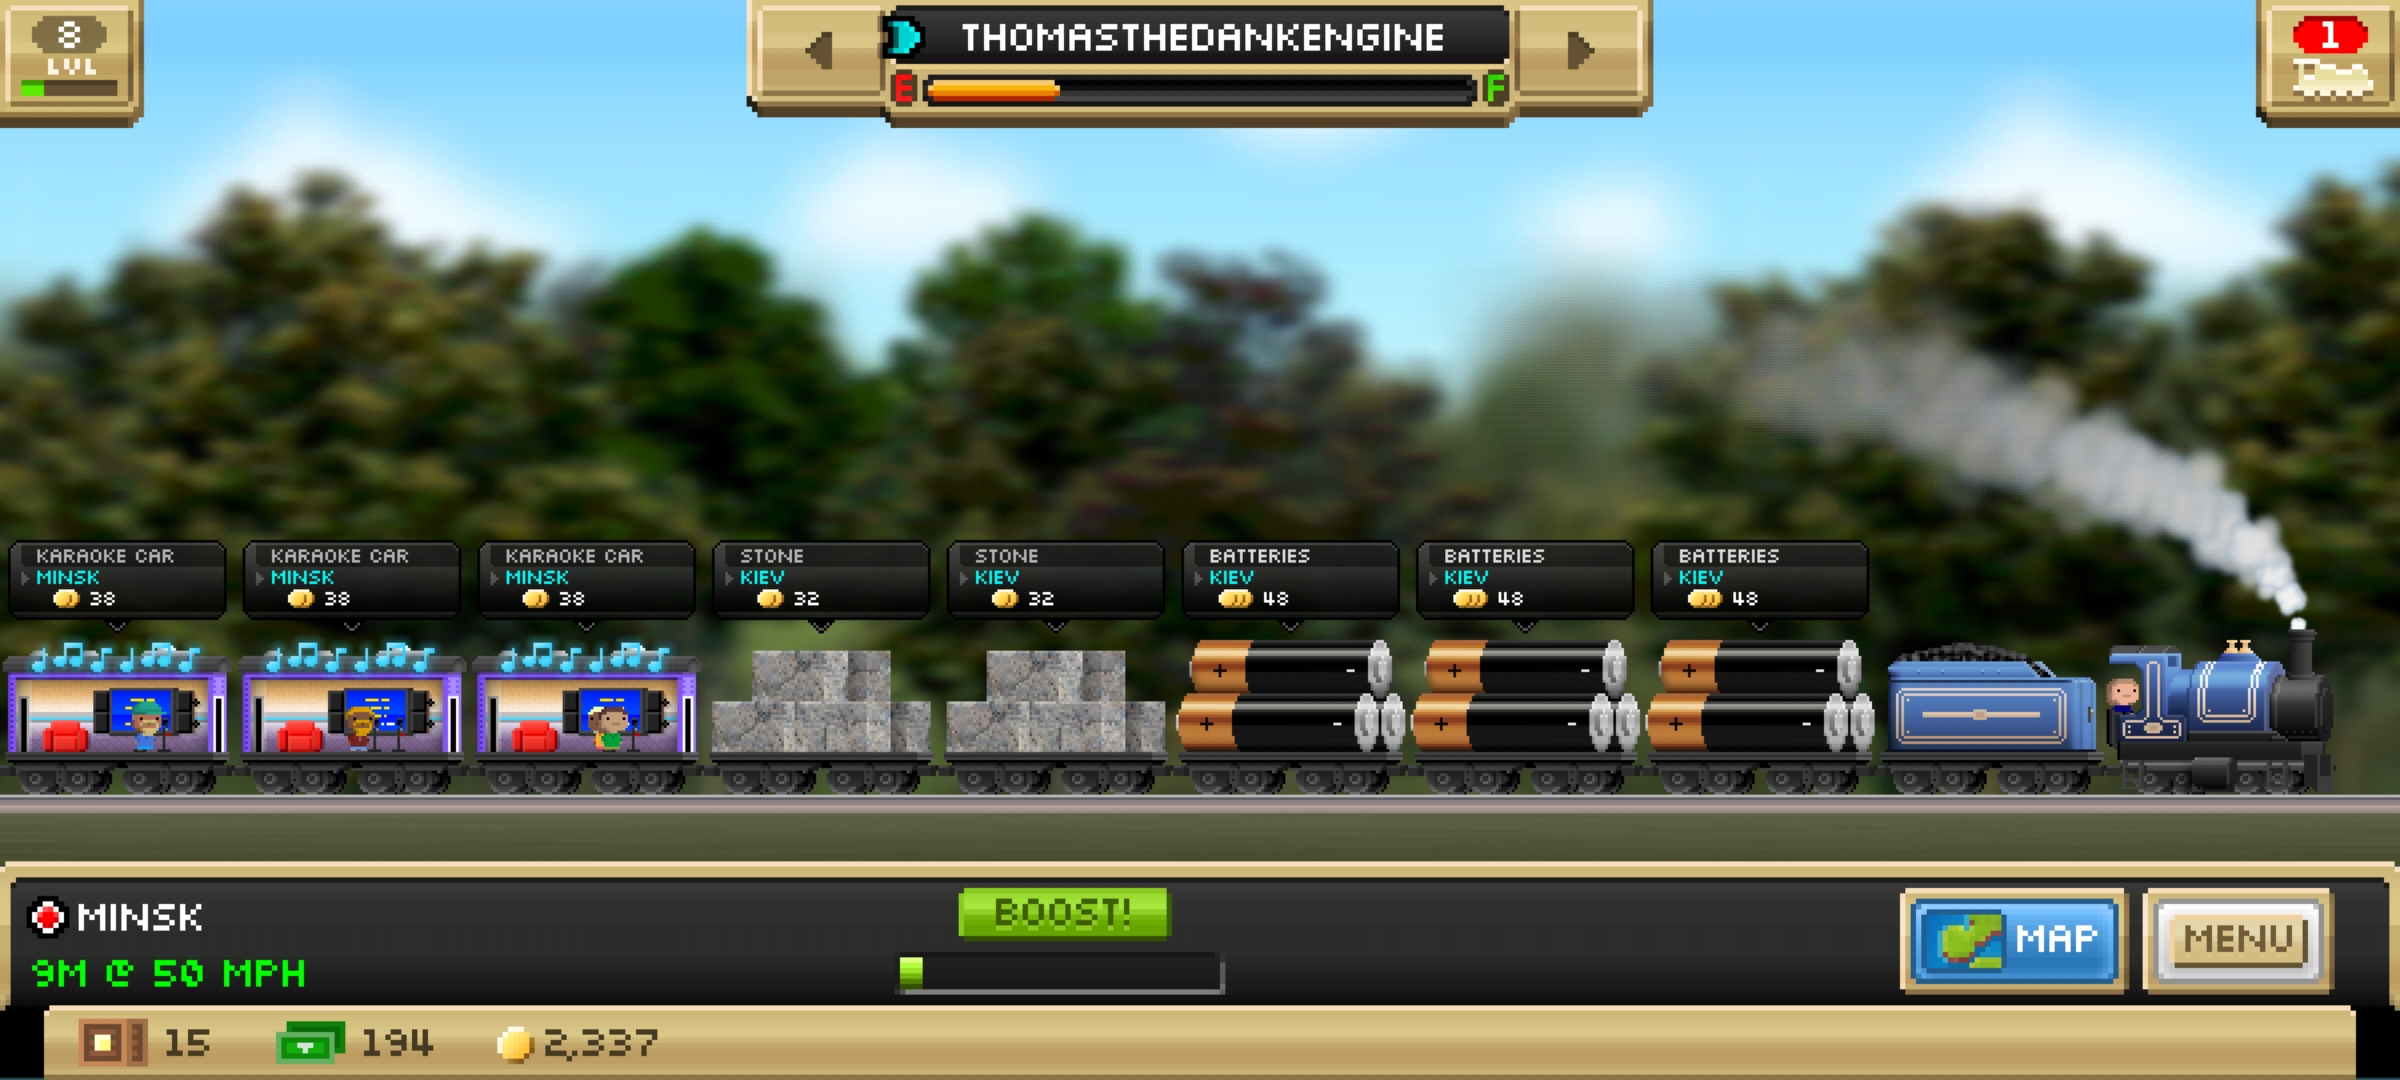 8
LVL
THOMASTHEDANKENGINE
E F
1
KARAOKE CAR
MINSK
38
KARAOKE CAR
MINSK
38
KARAOKE CAR
MINSK
38
STONE
KIEV
32
STONE
KIEV
32
BATTERIES
KIEV
48
BATTERIES
KIEV
48
BATTERIES
KIEV
48
+ -
+ -
+ -
+ -
+ -
+ -
MINSK
9M @ 50 MPH
BOOST!
MAP
MENU
15
194
2,337